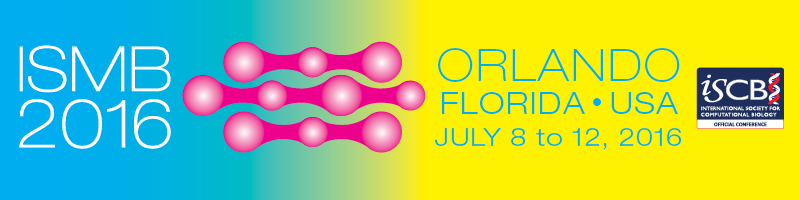 ISMB
2016
ORLANDO
FLORIDA • USA
JULY 8 to 12, 2016
iSCB
INTERNATIONAL SOCIETY FOR
COMPUTATIONAL BIOLOGY
OFFICIAL CONFERENCE